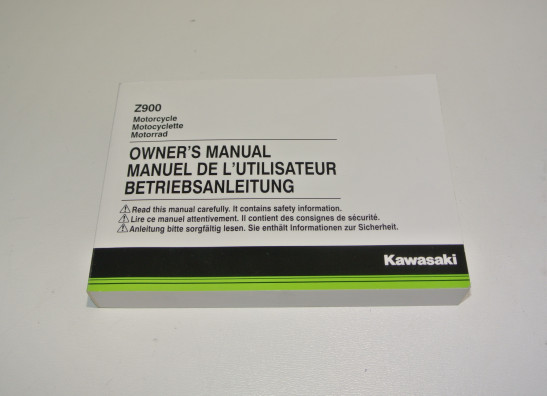 Z900
Motorcycle
Motocyclette
Motorrad
OWNER'S MANUAL
MANUEL DE L'UTILISATEUR
BETRIEBSANLEITUNG
Read this manual carefully. It contains safety information.
Lire ce manuel attentivement. Il contient des consignes de sécurité.
Anleitung bitte sorgfältig lesen. Sie enthält Informationen zur Sicherheit.
Kawasaki